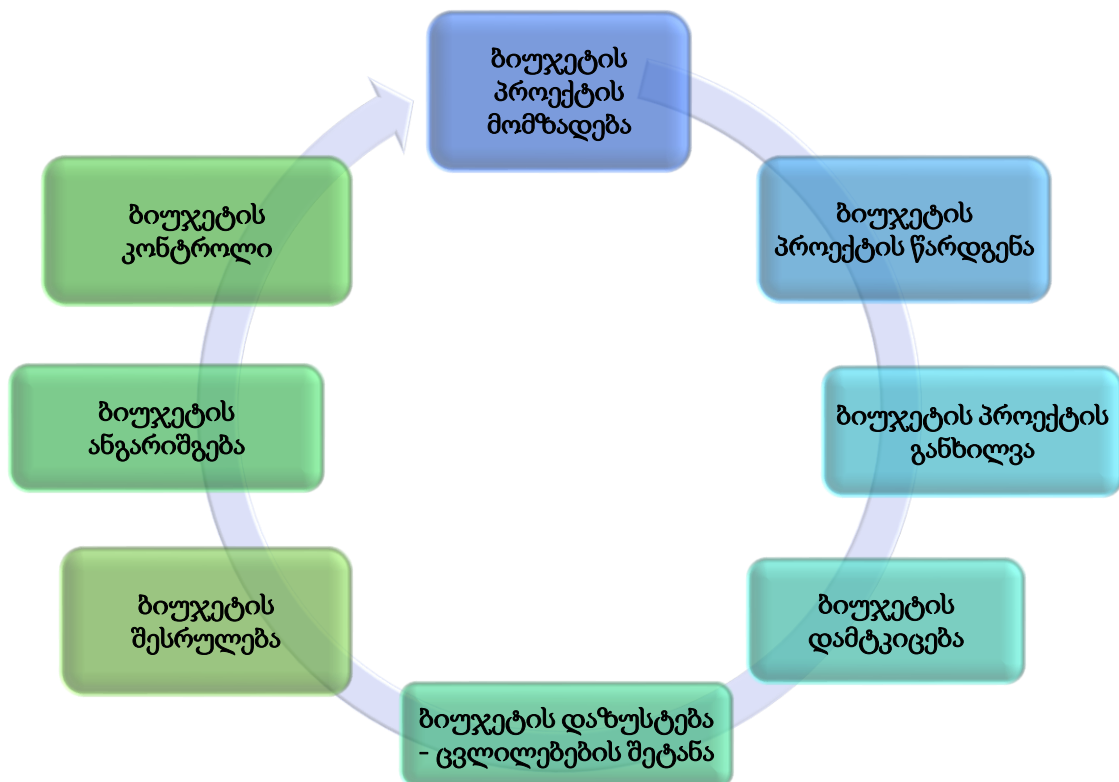 ბიუჯეტის
პროექტის
მომზადება
ბიუჯეტის
პროექტის წარდგენა
ბიუჯეტის პროექტის
განხილვა
ბიუჯეტის
დამტკიცება
ბიუჯეტის დაზუსტება
- ცვლილებების შეტანა
ბიუჯეტის
შესრულება
ბიუჯეტის
ანგარიშგება
ბიუჯეტის
კონტროლი